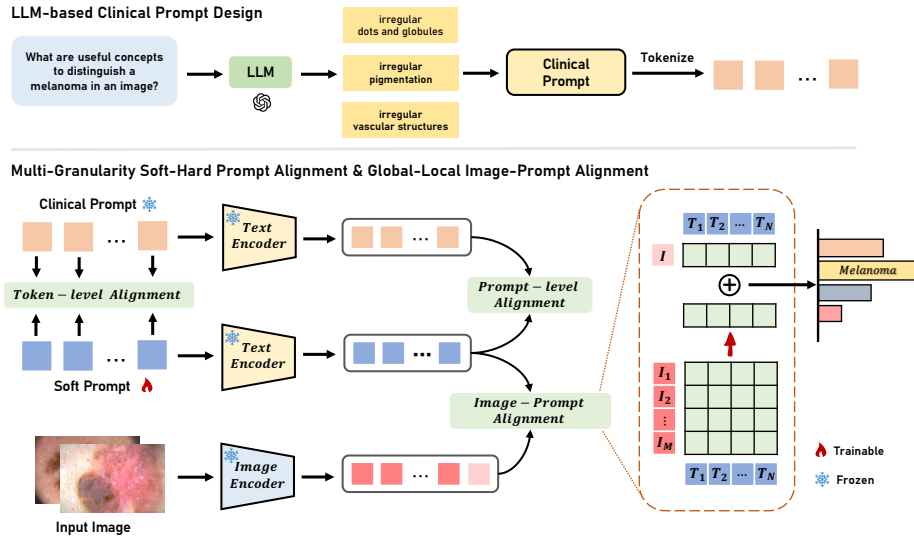 LLM-based Clinical Prompt Design
What are useful concepts
to distinguish a
melanoma in an image?
LLM
irregular
dots and globules
irregular
pigmentation
irregular
vascular structures
Clinical
Prompt
Tokenize
...
Multi-Granularity Soft-Hard Prompt Alignment & Global-Local Image-Prompt Alignment
Clinical Prompt
...
Text
Encoder
...
Token-level Alignment
Prompt-level
Alignment
...
Soft Prompt
Text
Encoder
...
Image-Prompt
Alignment
Input Image
Image
Encoder
...
T1 T2 ... TN
I
+
I1
I2
⋮
IM
T1 T2 ... TN
Melanoma
Trainable
Frozen